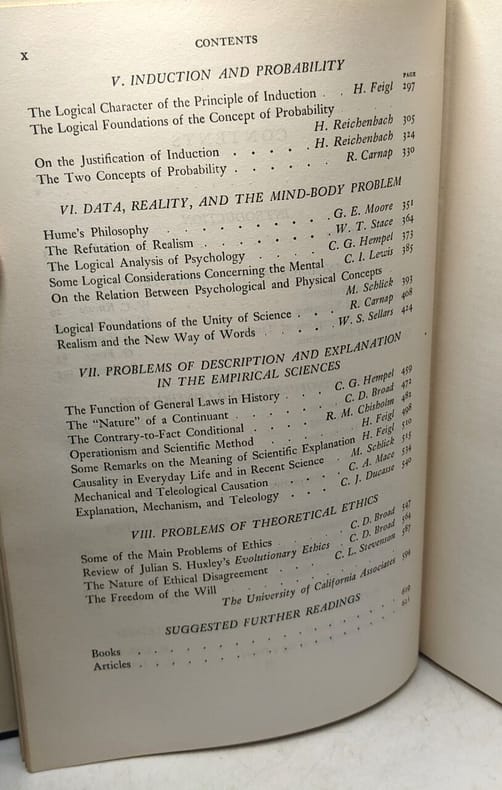 X
CONTENTS
V. INDUCTION AND PROBABILITY
PAGE
The Logical Character of the Principle of Induction . . H. Feigl 297
The Logical Foundations of the Concept of Probability
H. Reichenbach 305
On the Justification of Induction . . . . . H. Reichenbach 324
The Two Concepts of Probability . . . . . . R. Carnap 330
VI. DATA, REALITY, AND THE MIND-BODY PROBLEM
Hume's Philosophy . . . . . . . . . G. E. Moore 351
The Refutation of Realism . . . . . . . W. T. Stace 364
The Logical Analysis of Psychology . . . . C. G. Hempel 373
Some Logical Considerations Concerning the Mental C. I. Lewis 385
On the Relation Between Psychological and Physical Concepts
M. Schlick 393
Logical Foundations of the Unity of Science . . . R. Carnap 408
Realism and the New Way of Words . . . . . W. S. Sellars 424
VII. PROBLEMS OF DESCRIPTION AND EXPLANATION
IN THE EMPIRICAL SCIENCES
The Function of General Laws in History . . . C. G. Hempel 459
The "Nature" of a Continuant . . . . . . . C. D. Broad 472
The Contrary-to-Fact Conditional . . . . R. M. Chisholm 482
Operationism and Scientific Method . . . . . H. Feigl 498
Some Remarks on the Meaning of Scientific Explanation H. Feigl 510
Causality in Everyday Life and in Recent Science . M. Schlick 515
Mechanical and Teleological Causation . . . . C. A. Mace 534
Explanation, Mechanism, and Teleology . . . C. J. Ducasse 540
VIII. PROBLEMS OF THEORETICAL ETHICS
Some of the Main Problems of Ethics . . . . C. D. Broad 547
Review of Julian S. Huxley's Evolutionary Ethics . C. D. Broad 564
The Nature of Ethical Disagreement . . . C. L. Stevenson 587
The Freedom of the Will . . . . .
The University of California Associates 594
SUGGESTED FURTHER READINGS
Books . . . . . . . . . . . . 619
Articles . . . . . . . . . . . .